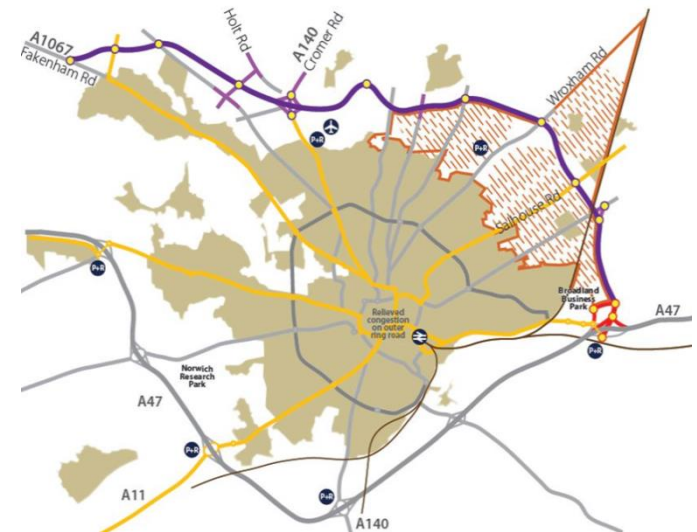 A1067
Fakenham Rd
Holt Rd
A140
Cromer Rd
Wroxham Rd
P+R
P+R
Salhouse Rd
P+R
Broadland
Business
Park
A47
Relieved
congestion
on outer
ring road
P+R
Norwich
Research
Park
A47
P+R
P+R
A11
A140